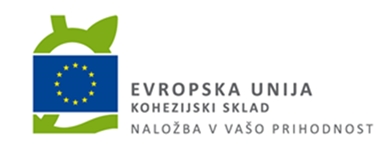 EVROPSKA UNIJA
KOHEZIJSKI SKLAD
NALOŽBA V VAŠO PRIHODNOST